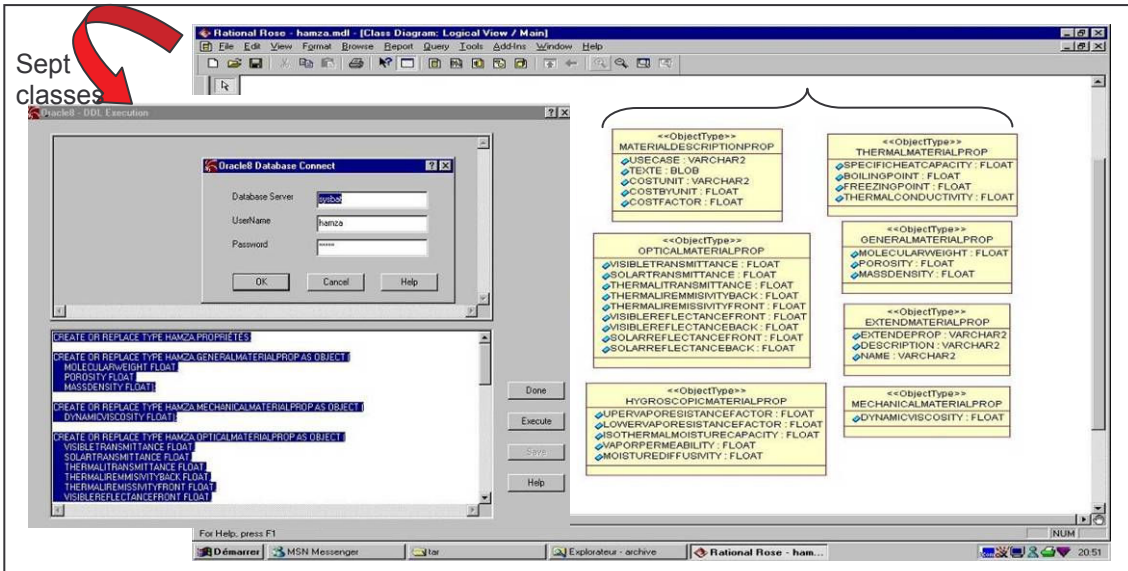 Sept
classes
Rational Rose - hamza.mdl - [Class Diagram: Logical View / Main]
File Edit View Format Browse Report Query Tools Add-Ins Window Help
Oracle8 - DDL Execution
Oracle8 Database Connect
Database Server
sysbat
UserName
hamza
Password
*****
OK Cancel Help
CREATE OR REPLACE TYPE HAMZA.PROPRIÉTÉS;
CREATE OR REPLACE TYPE HAMZA.GENERALMATERIALPROP AS OBJECT (
MOLECULARWEIGHT FLOAT,
POROSITY FLOAT,
MASSDENSITY FLOAT);
CREATE OR REPLACE TYPE HAMZA.MECHANICALMATERIALPROP AS OBJECT (
DYNAMICVISCOSITY FLOAT);
CREATE OR REPLACE TYPE HAMZA.OPTICALMATERIALPROP AS OBJECT (
VISIBLETRANSMITTANCE FLOAT,
SOLARTRANSMITTANCE FLOAT,
THERMALITRANSMITTANCE FLOAT,
THERMALIREMMISIVITYBACK FLOAT,
THERMALIREMISSIVITYFRONT FLOAT,
VISIBLEREFLECTANCEFRONT FLOAT,
Done
Execute
Save
Help
<<ObjectType>>
MATERIALDESCRIPTIONPROP
USECASE : VARCHAR2
TEXTE : BLOB
COSTUNIT : VARCHAR2
COSTBYUNIT : FLOAT
COSTFACTOR : FLOAT
<<ObjectType>>
THERMALMATERIALPROP
SPECIFICHEATCAPACITY : FLOAT
BOILINGPOINT : FLOAT
FREEZINGPOINT : FLOAT
THERMALCONDUCTIVITY : FLOAT
<<ObjectType>>
OPTICALMATERIALPROP
VISIBLETRANSMITTANCE : FLOAT
SOLARTRANSMITTANCE : FLOAT
THERMALITRANSMITTANCE : FLOAT
THERMALIREMMISIVITYBACK : FLOAT
THERMALIREMISSIVITYFRONT : FLOAT
VISIBLEREFLECTANCEFRONT : FLOAT
VISIBLEREFLECTANCEBACK : FLOAT
SOLARREFLECTANCEFRONT : FLOAT
SOLARREFLECTANCEBACK : FLOAT
<<ObjectType>>
GENERALMATERIALPROP
MOLECULARWEIGHT : FLOAT
POROSITY : FLOAT
MASSDENSITY : FLOAT
<<ObjectType>>
EXTENDMATERIALPROP
EXTENDEPROP : VARCHAR2
DESCRIPTION : VARCHAR2
NAME : VARCHAR2
<<ObjectType>>
HYGROSCOPICMATERIALPROP
UPERVAPORESISTANCEFACTOR : FLOAT
LOWERVAPORESISTANCEFACTOR : FLOAT
ISOTHERMALMOISTURECAPACITY : FLOAT
VAPORPERMEABILITY : FLOAT
MOISTUREDIFFUSIVITY : FLOAT
<<ObjectType>>
MECHANICALMATERIALPROP
DYNAMICVISCOSITY : FLOAT
For Help, press F1
NUM
Démarrer MSN Messenger tar Explorateur - archive Rational Rose - ham... 20:51